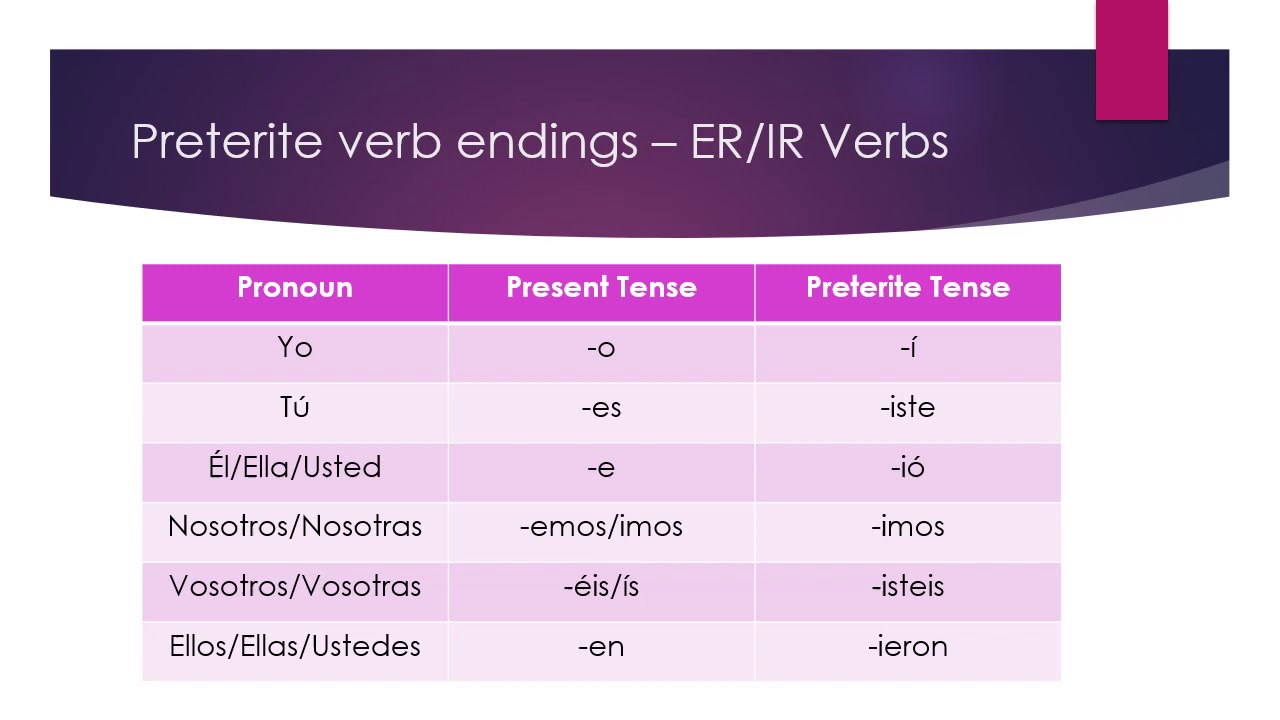 Preterite verb endings – ER/IR Verbs
Pronoun Present Tense Preterite Tense
Yo -o -í
Tú -es -iste
Él/Ella/Usted -e -ió
Nosotros/Nosotras -emos/imos -imos
Vosotros/Vosotras -éis/ís -isteis
Ellos/Ellas/Ustedes -en -ieron